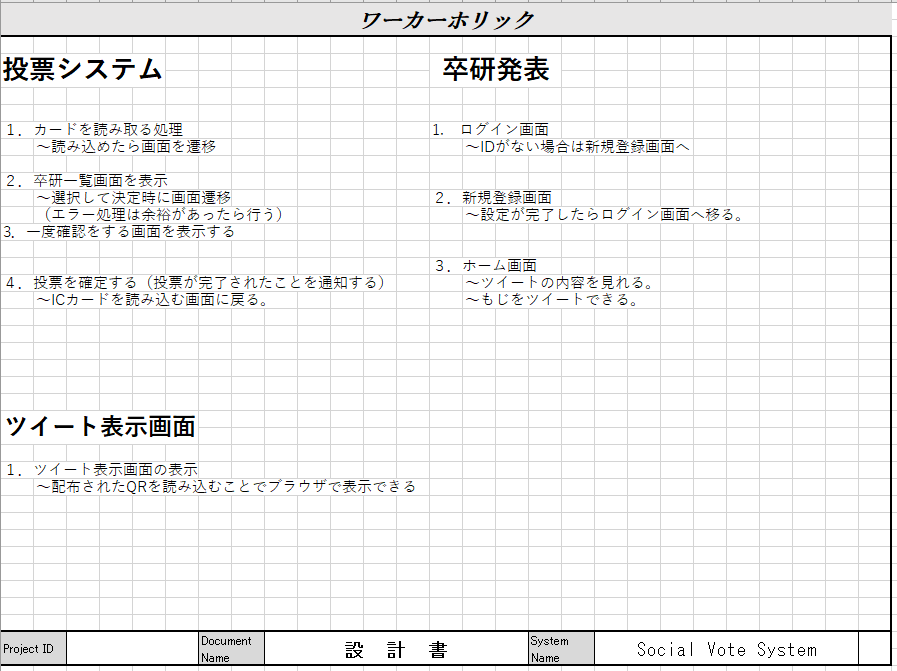 ワーカーホリック
投票システム
1．カードを読み取る処理
～読み込めたら画面を遷移
2．卒研一覧画面を表示
～選択して決定時に画面遷移
（エラー処理は余裕があったら行う）
3．一度確認をする画面を表示する
4．投票を確定する（投票が完了されたことを通知する）
～ICカードを読み込む画面に戻る。
卒研発表
1.　ログイン画面
～IDがない場合は新規登録画面へ
2．新規登録画面
～設定が完了したらログイン画面へ移る。
3．ホーム画面
～ツイートの内容を見れる。
～もじをツイートできる。
ツイート表示画面
1．ツイート表示画面の表示
～配布されたQRを読み込むことでブラウザで表示できる
Project ID
Document
Name
設 計 書
System
Name
Social Vote System